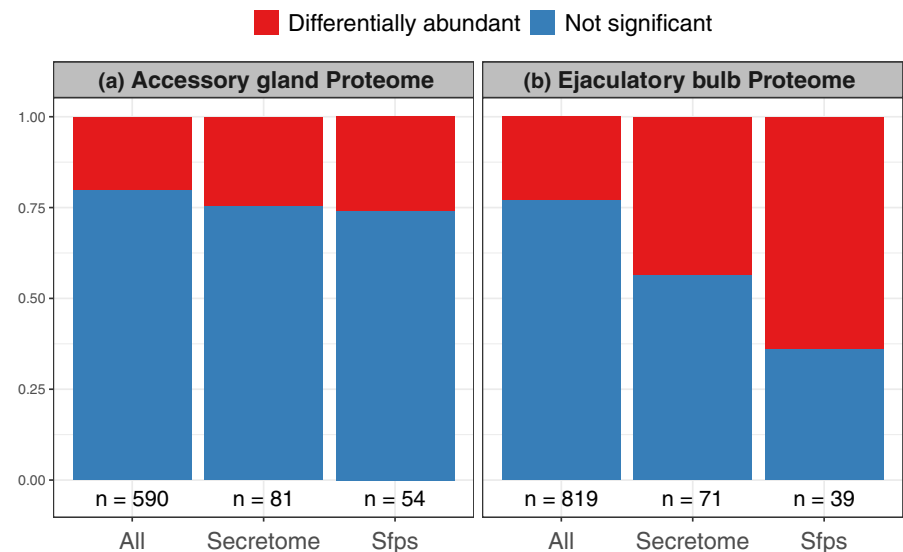 Differentially abundant Not significant
(a) Accessory gland Proteome (b) Ejaculatory bulb Proteome
1.00
0.75
0.50
0.25
0.00
n = 590 n = 81 n = 54 n = 819 n = 71 n = 39
All Secretome Sfps All Secretome Sfps